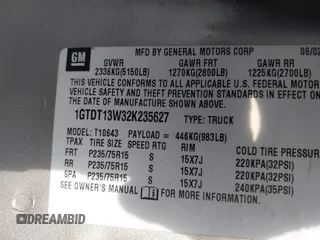 GM
MFD BY GENERAL MOTORS CORP 06/02
GVWR GAWR FRT GAWR RR
2336KG(5150LB) 1270KG(2800LB) 1225KG(2700LB)
THIS VEHICLE CONFORMS TO ALL APPLICABLE U.S. FEDERAL
MOTOR VEHICLE SAFETY AND THEFT PREVENTION STANDARDS
IN EFFECT ON THE DATE OF MANUFACTURE SHOWN ABOVE.
1GTDT13W32K235627 TYPE: TRUCK
MODEL: T10643 PAYLOAD = 446KG(983LB)
TPAX TIRE SIZE SPEED RTG RIM COLD TIRE
FRT P235/75R15 S 15X7J 220KPA(32PSI)
RR P235/75R15 S 15X7J 220KPA(32PSI)
SPA P235/75R15 S 15X7J 240KPA(35PSI)
SEE OWNER'S MANUAL FOR
DREAMBID